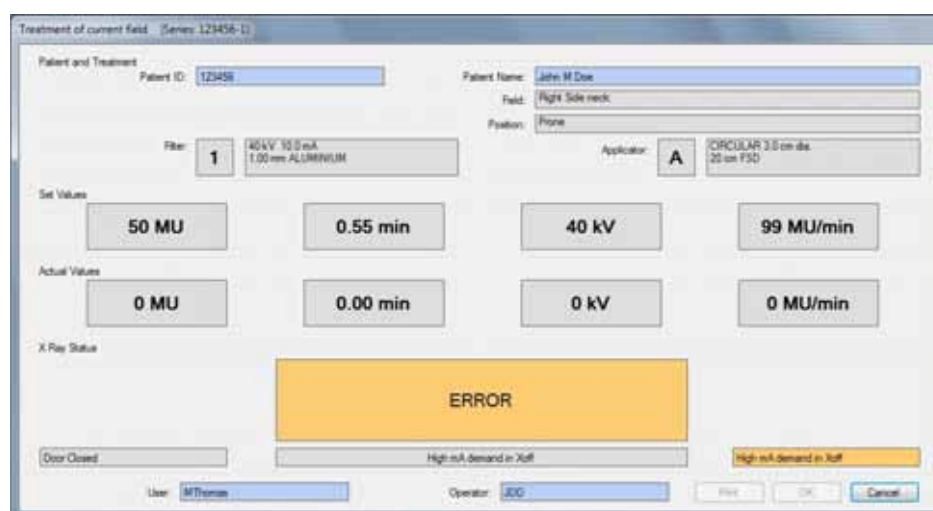 Treatment of current field (Series: 123456-1)
Patient and Treatment
Patient ID: 123456
Patient Name: John M Doe
Field: Right Side neck
Position: Prone
Filter: 1 40 kV 10.0 mA
1.00 mm ALUMINIUM
Applicator: A CIRCULAR 3.0 cm dia.
20 cm FSD
Set Values
50 MU 0.55 min 40 kV 99 MU/min
Actual Values
0 MU 0.00 min 0 kV 0 MU/min
X Ray Status
ERROR
Door Closed High mA demand in Xoff High mA demand in Xoff
User: MThomas Operator: JDD Print OK Cancel